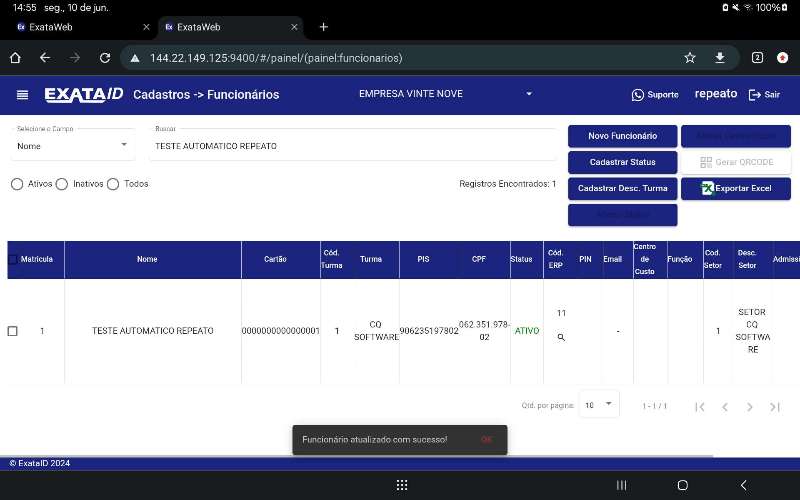 14:55 seg., 10 de jun. 100%
ExataWeb ExataWeb
144.22.149.125:9400/#/painel/(painel:funcionarios) 2
EXATAID Cadastros -> Funcionários EMPRESA VINTE NOVE Suporte repeato Sair
Selecione o Campo Buscar
Nome TESTE AUTOMATICO REPEATO
Novo Funcionário
Cadastrar Status Gerar QRCODE
Cadastrar Desc. Turma Exportar Excel
Ativos Inativos Todos Registros Encontrados: 1
Matrícula Nome Cartão Cód. Turma Turma PIS CPF Status Cód. ERP PIN Email Centro de Custo Função Cod. Setor Desc. Setor Admissi
1 TESTE AUTOMATICO REPEATO 0000000000000001 1 CQ SOFTWARE 906235197802 062.351.978-02 ATIVO 11 - 1 SETOR CQ SOFTWARE
Qtd. por página: 10 1 - 1 / 1
Funcionário atualizado com sucesso! OK
© ExataID 2024